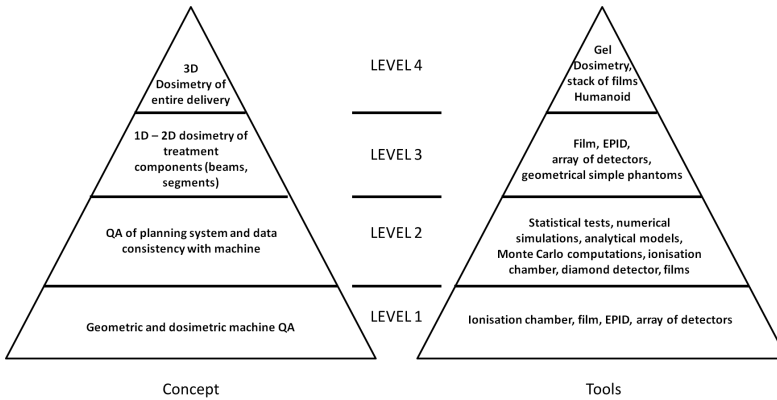 3D
Dosimetry of
entire delivery
1D – 2D dosimetry of
treatment
components (beams,
segments)
QA of planning system and data
consistency with machine
Geometric and dosimetric machine QA
Concept
LEVEL 4
LEVEL 3
LEVEL 2
LEVEL 1
Gel
Dosimetry,
stack of films
Humanoid
Film, EPID,
array of detectors,
geometrical simple phantoms
Statistical tests, numerical
simulations, analytical models,
Monte Carlo computations, ionisation
chamber, diamond detector, films
Ionisation chamber, film, EPID, array of detectors
Tools